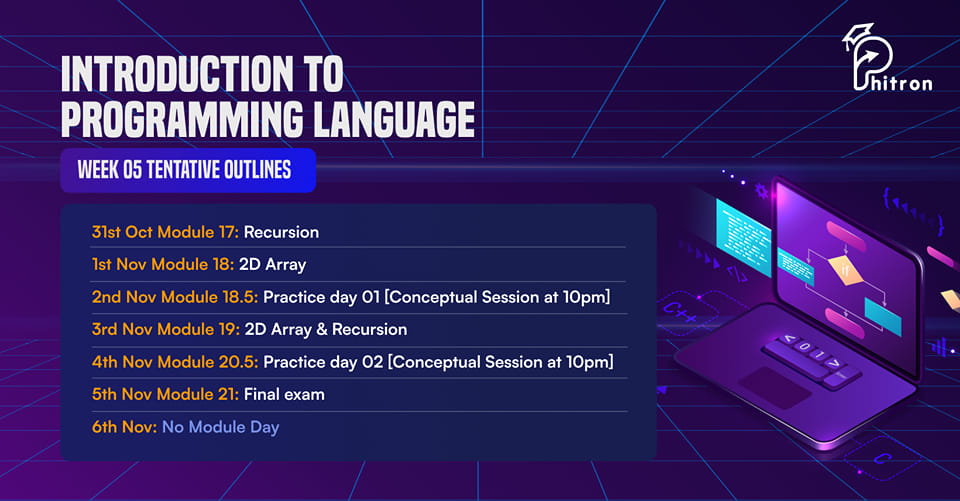 INTRODUCTION TO
PROGRAMMING LANGUAGE
Phitron
WEEK 05 TENTATIVE OUTLINES
31st Oct Module 17: Recursion
1st Nov Module 18: 2D Array
2nd Nov Module 18.5: Practice day 01 [Conceptual Session at 10pm]
3rd Nov Module 19: 2D Array & Recursion
4th Nov Module 20.5: Practice day 02 [Conceptual Session at 10pm]
5th Nov Module 21: Final exam
6th Nov: No Module Day
if
</>
C++
< 0 1 >
C